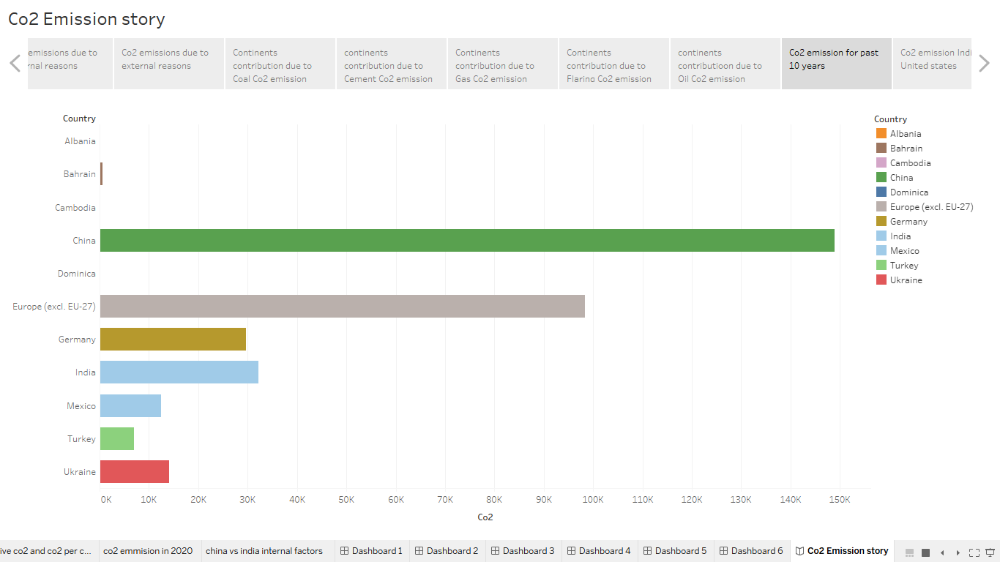 Co2 Emission story
emissions due to
rnal reasons
Co2 emissions due to
external reasons
Continents
contribution due to
Coal Co2 emission
continents
contribution due to
Cement Co2 emission
Continents
contribution due to
Gas Co2 emission
Continents
contribution due to
Flaring Co2 emission
continents
contributioon due to
Oil Co2 emission
Co2 emission for past
10 years
Co2 emission Indi
United states
Country
Albania
Bahrain
Cambodia
China
Dominica
Europe (excl. EU-27)
Germany
India
Mexico
Turkey
Ukraine
0K 10K 20K 30K 40K 50K 60K 70K 80K 90K 100K 110K 120K 130K 140K 150K
Co2
Country
Albania
Bahrain
Cambodia
China
Dominica
Europe (excl. EU-27)
Germany
India
Mexico
Turkey
Ukraine
ive co2 and co2 per c... co2 emmision in 2020 china vs india internal factors Dashboard 1 Dashboard 2 Dashboard 3 Dashboard 4 Dashboard 5 Dashboard 6 Co2 Emission story